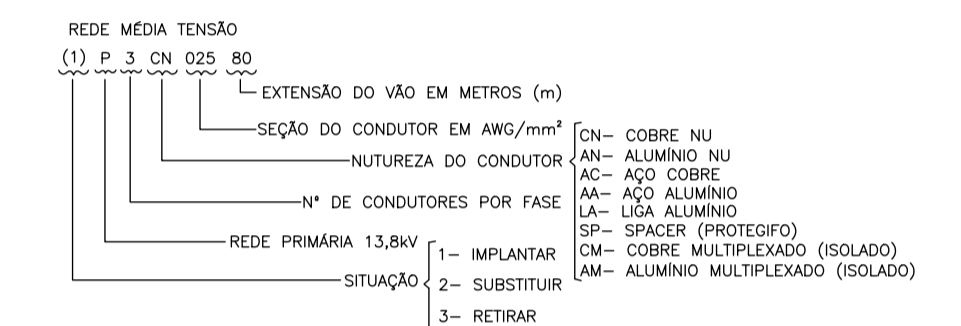 REDE MÉDIA TENSÃO
(1) P 3 CN 025 80
EXTENSÃO DO VÃO EM METROS (m)
SEÇÃO DO CONDUTOR EM AWG/mm²
NUTUREZA DO CONDUTOR
CN– COBRE NU
AN– ALUMÍNIO NU
AC– AÇO COBRE
AA– AÇO ALUMÍNIO
LA– LIGA ALUMÍNIO
SP– SPACER (PROTEGIFO)
CM– COBRE MULTIPLEXADO (ISOLADO)
AM– ALUMÍNIO MULTIPLEXADO (ISOLADO)
N° DE CONDUTORES POR FASE
REDE PRIMÁRIA 13,8kV
SITUAÇÃO
1– IMPLANTAR
2– SUBSTITUIR
3– RETIRAR